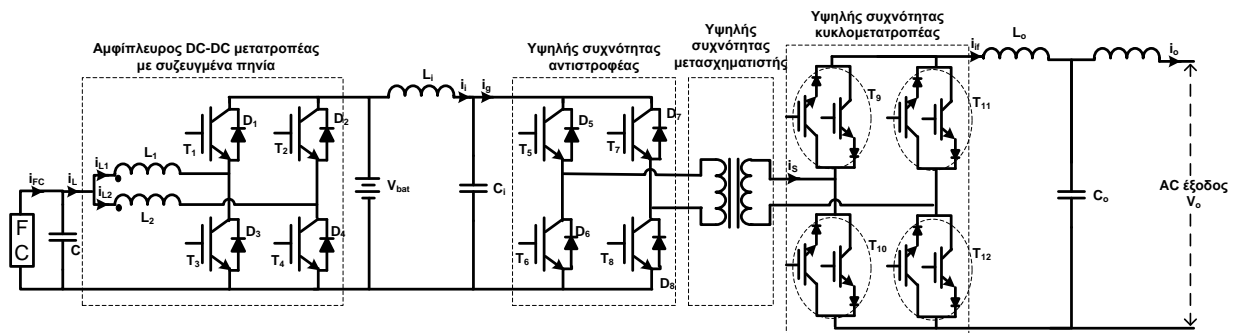 Αμφίπλευρος DC-DC μετατροπέας
με συζευγμένα πηνία
Υψηλής συχνότητας
αντιστροφέας
Υψηλής
συχνότητας
μετασχηματιστής
Υψηλής συχνότητας
κυκλομετατροπέας
FC
iFC
iL
C
iL1
iL2
L1
L2
T1
D1
T2
D2
T3
D3
T4
D4
Vbat
Li
ii
ig
Ci
T5
D5
T7
D7
T6
D6
T8
D8
iS
T9
T11
T10
T12
iif
Lo
io
Co
AC έξοδος
Vo